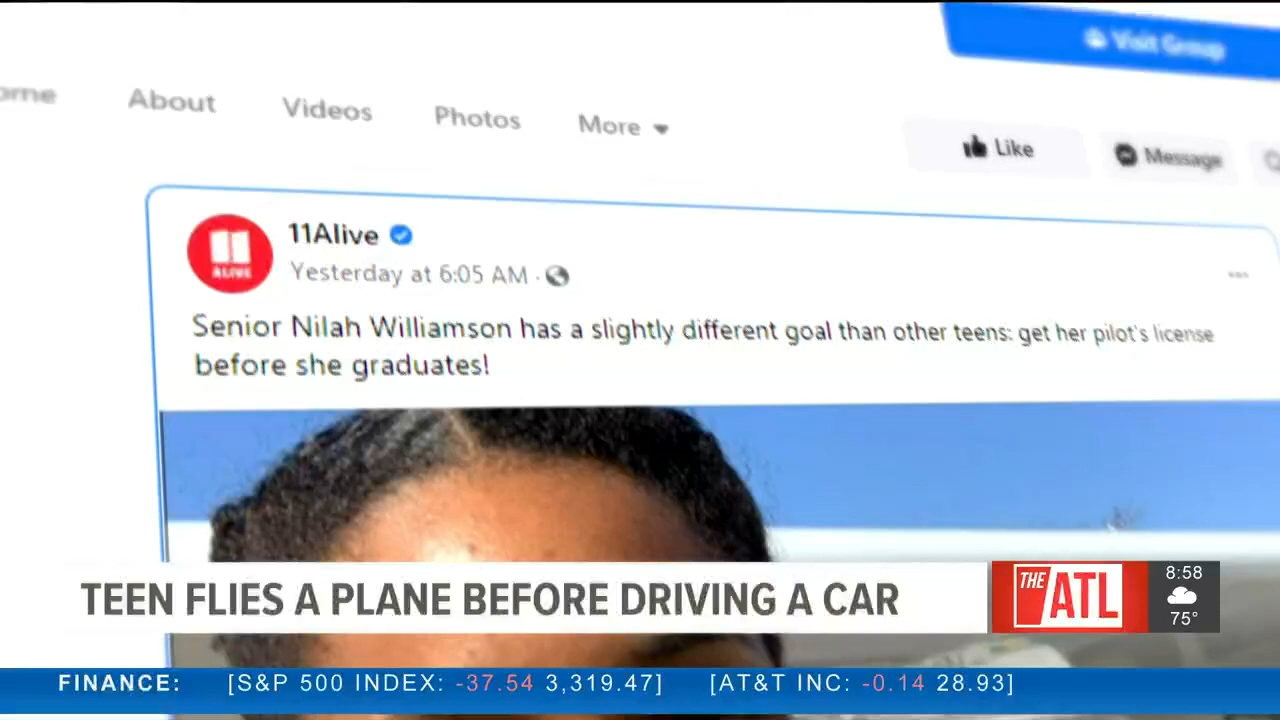 Visit Group
ome
About
Videos
Photos
More
Like
Message
ALIVE
11Alive
Yesterday at 6:05 AM ·
Senior Nilah Williamson has a slightly different goal than other teens: get her pilot's license
before she graduates!
TEEN FLIES A PLANE BEFORE DRIVING A CAR
THE
ATL
8:58
75°
FINANCE: [S&P 500 INDEX: -37.54 3,319.47] [AT&T INC: -0.14 28.93]